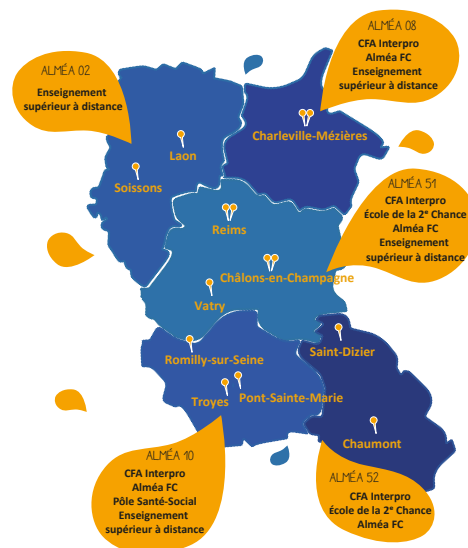 ALMÉA 08
CFA Interpro
Alméa FC
Enseignement
supérieur à distance
ALMÉA 02
Enseignement
supérieur à distance
Charleville-Mézières
Laon
Soissons
ALMÉA 51
CFA Interpro
École de la 2e Chance
Alméa FC
Enseignement
supérieur à distance
Reims
Châlons-en-Champagne
Vatry
Romilly-sur-Seine
Saint-Dizier
Troyes
Pont-Sainte-Marie
Chaumont
ALMÉA 10
CFA Interpro
Alméa FC
Pôle Santé-Social
Enseignement
supérieur à distance
ALMÉA 52
CFA Interpro
École de la 2e Chance
Alméa FC